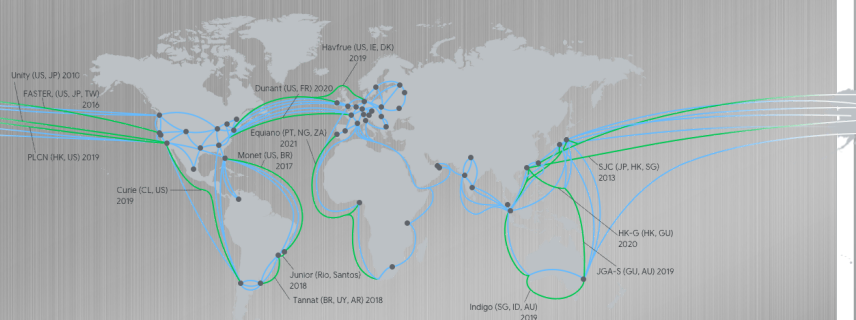 Havfrue (US, IE, DK)
2019
Unity (US, JP) 2010
Dunant (US, FR) 2020
FASTER, (US, JP, TW)
2016
Equiano (PT, NG, ZA)
2021
PLCN (HK, US) 2019
Monet (US, BR)
2017
SJC (JP, HK, SG)
2013
Curie (CL, US)
2019
HK-G (HK, GU)
2020
Junior (Rio, Santos)
2018
JGA-S (GU, AU) 2019
Tannat (BR, UY, AR) 2018
Indigo (SG, ID, AU)
2019